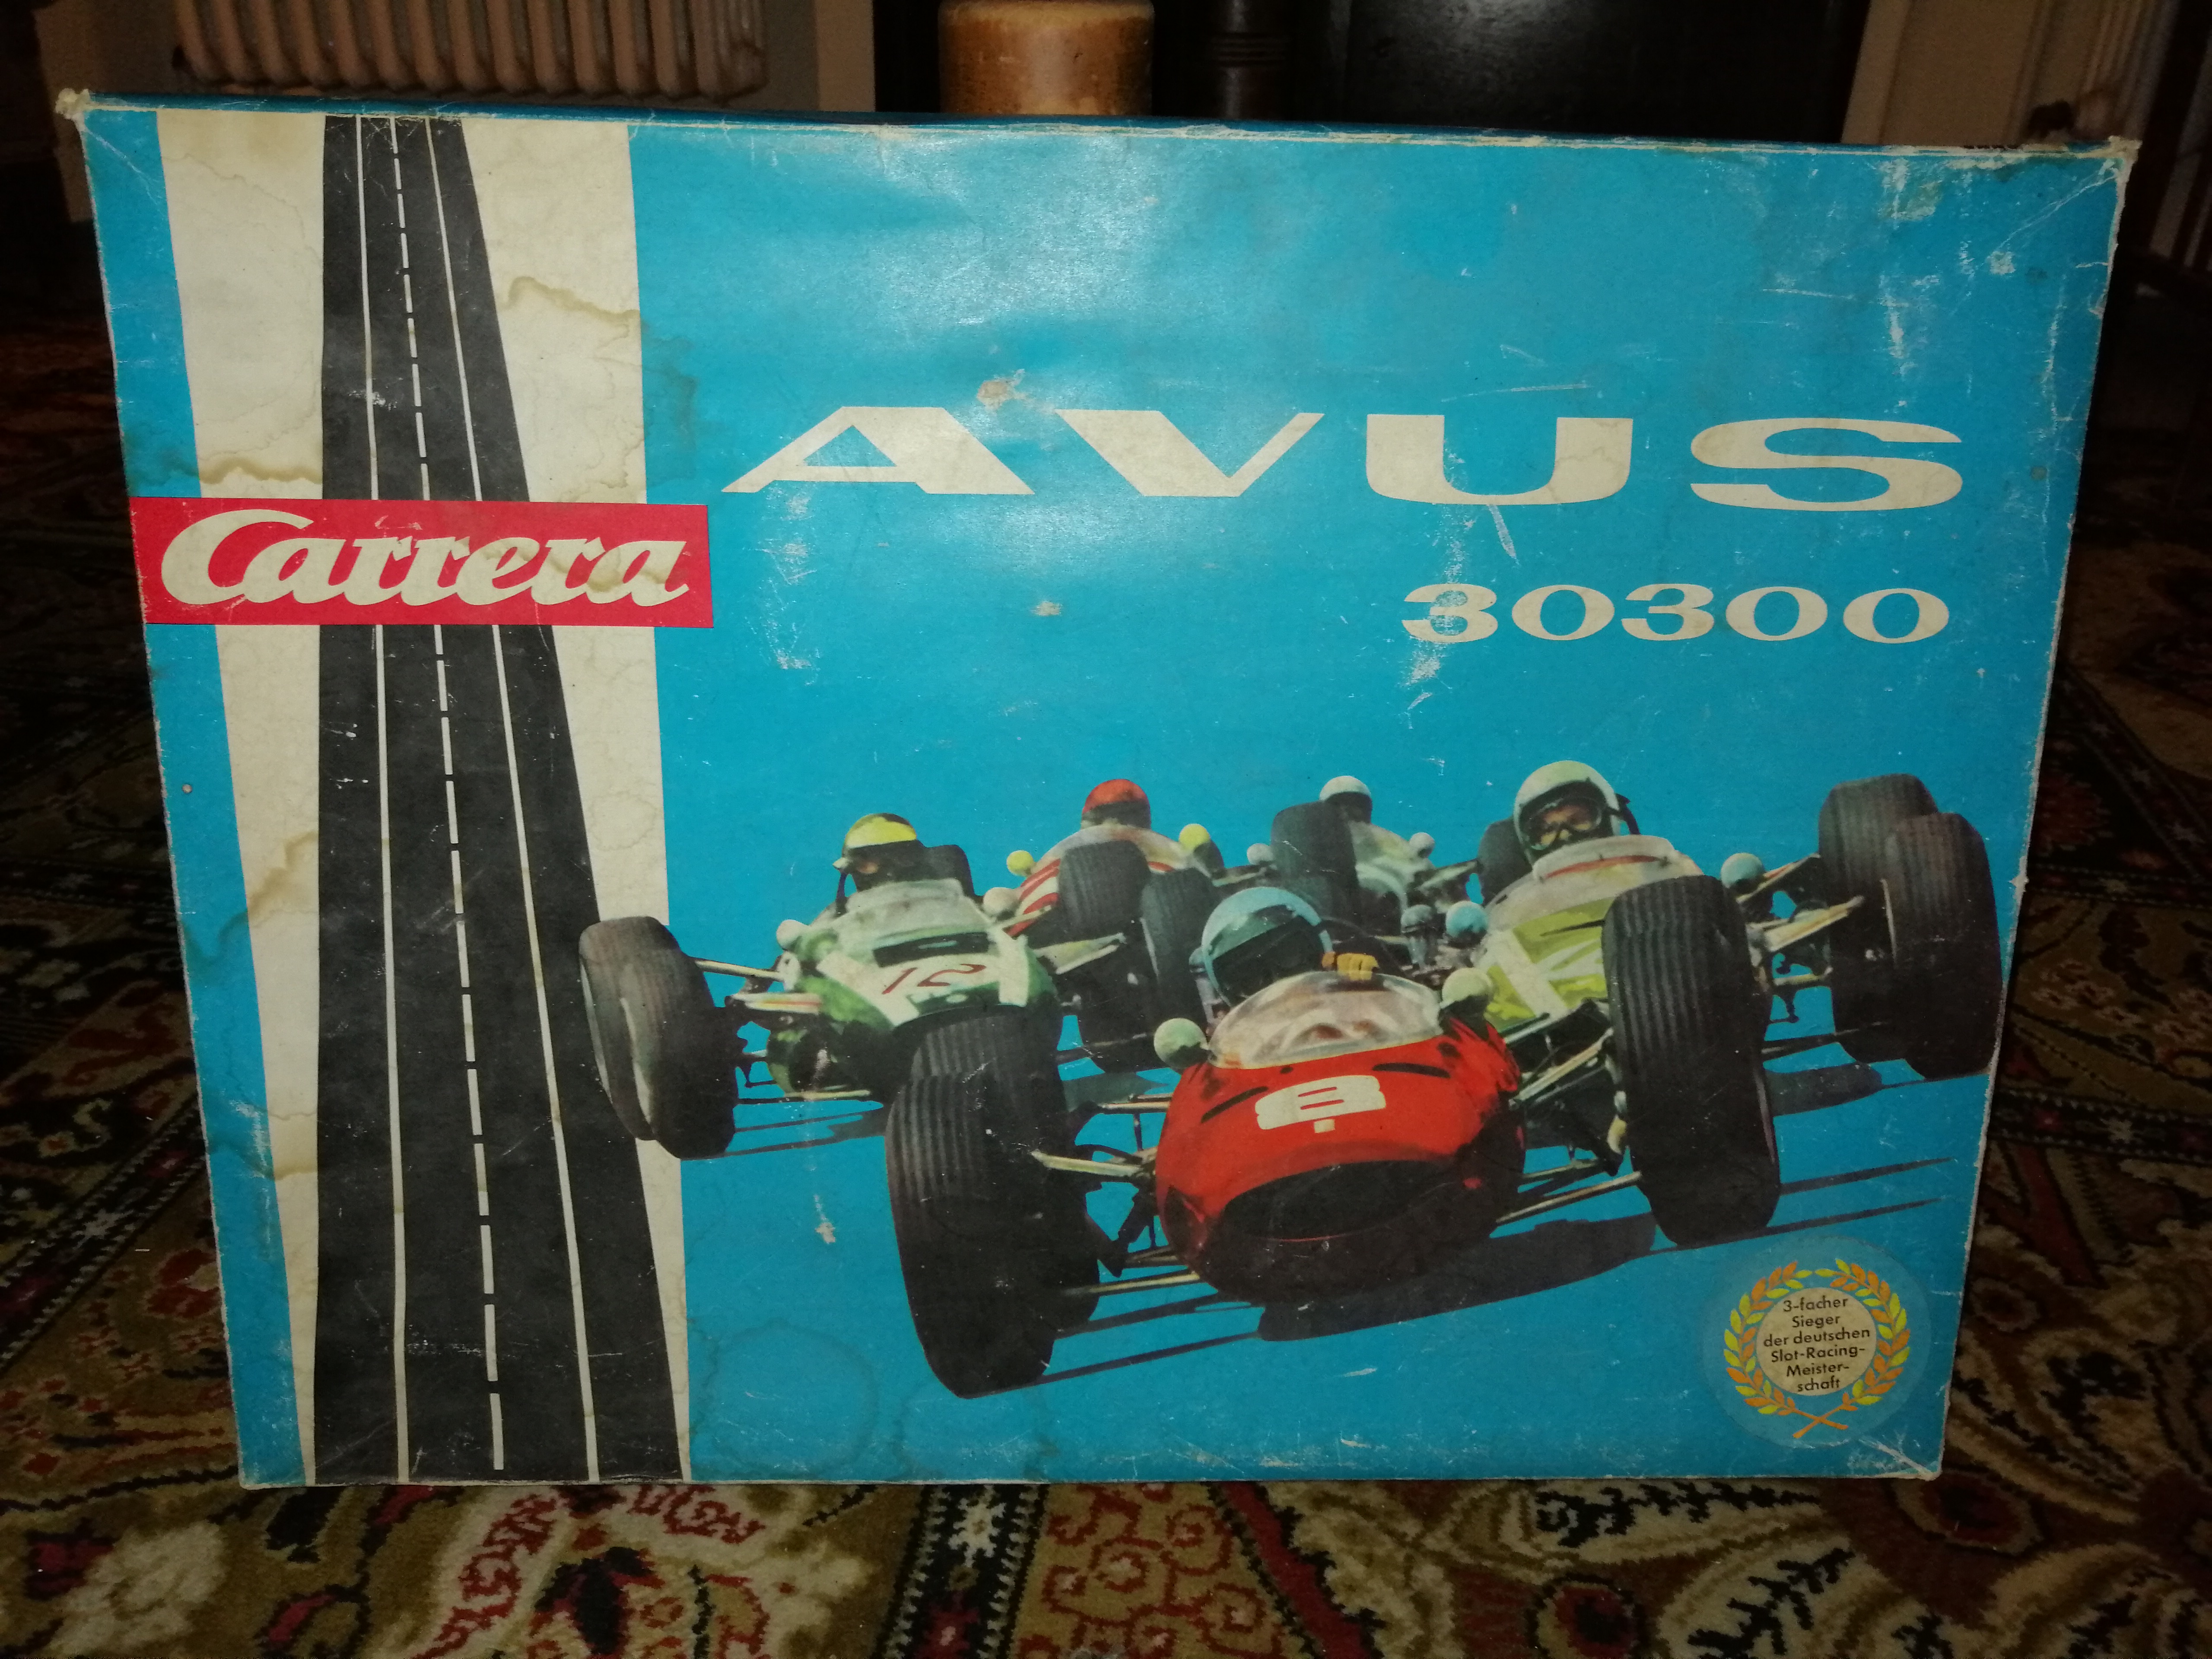 AVUS
Carrera
30300
12
8
3-facher
Sieger
der deutschen
Slot-Racing-
Meister-
schaft